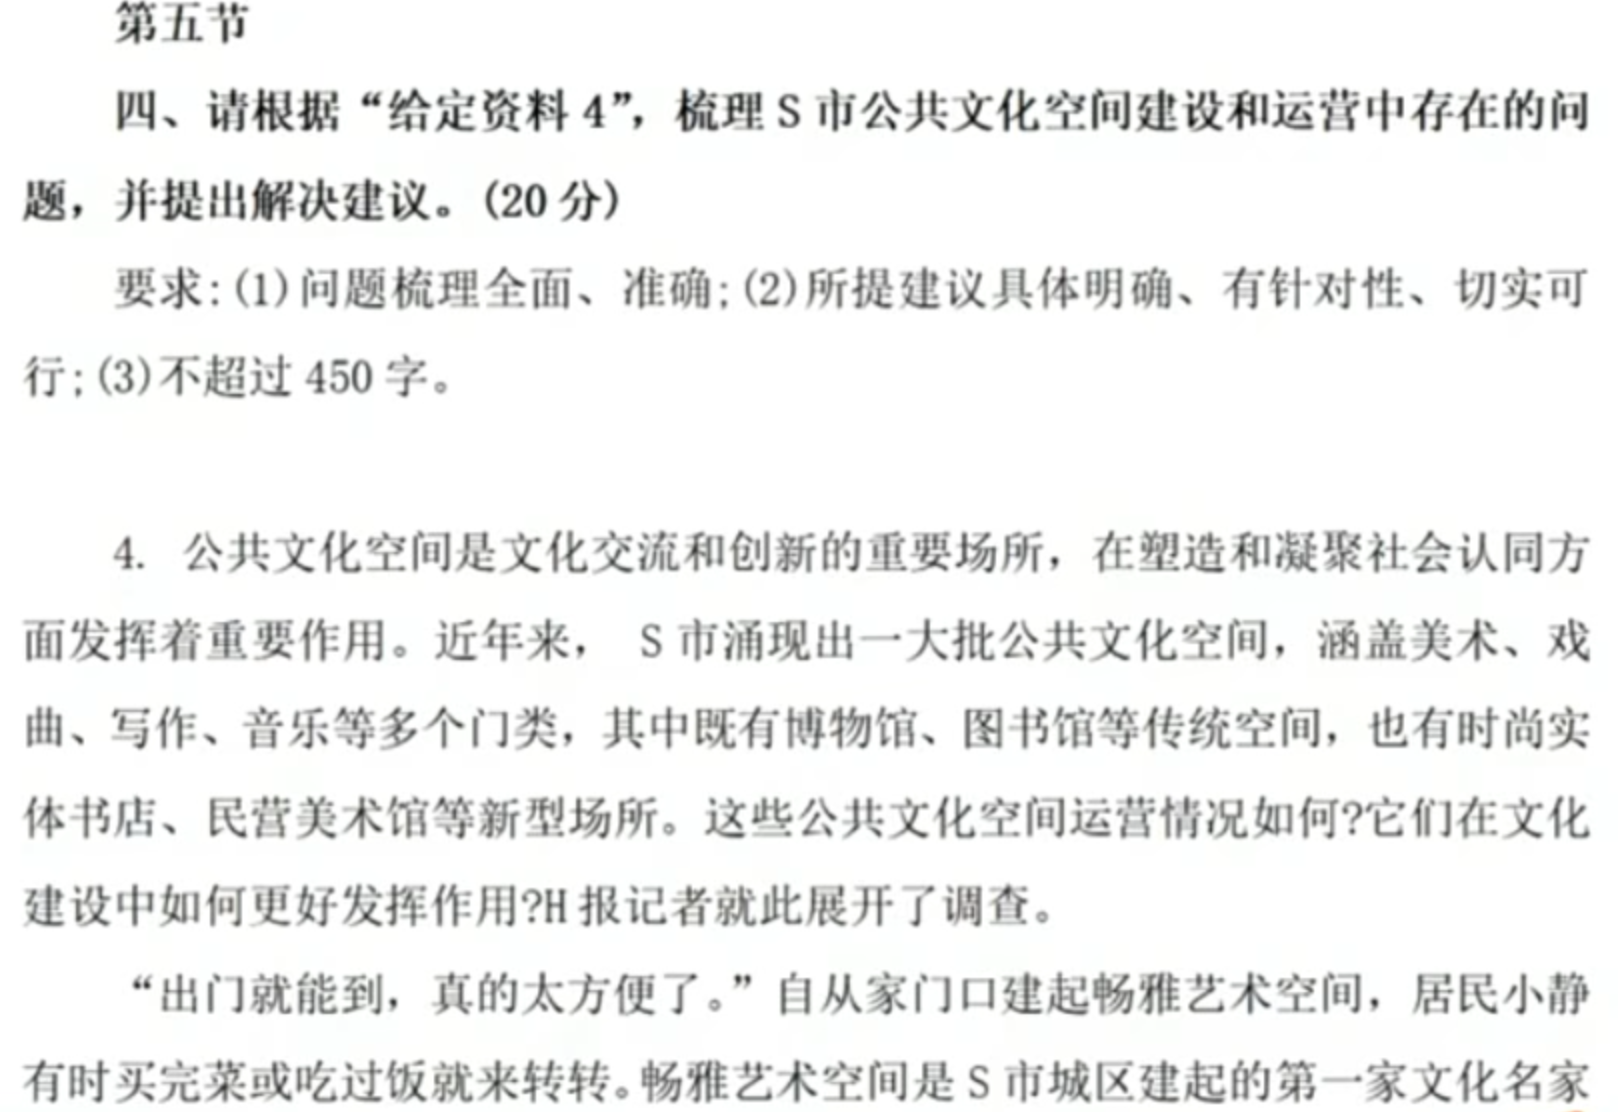 第五节
四、请根据“给定资料 4”，梳理 S 市公共文化空间建设和运营中存在的问
题，并提出解决建议。(20 分)
要求:(1)问题梳理全面、准确;(2)所提建议具体明确、有针对性、切实可
行;(3)不超过 450 字。
4. 公共文化空间是文化交流和创新的重要场所，在塑造和凝聚社会认同方
面发挥着重要作用。近年来， S 市涌现出一大批公共文化空间，涵盖美术、戏
曲、写作、音乐等多个门类，其中既有博物馆、图书馆等传统空间，也有时尚实
体书店、民营美术馆等新型场所。这些公共文化空间运营情况如何?它们在文化
建设中如何更好发挥作用?H 报记者就此展开了调查。
“出门就能到，真的太方便了。”自从家门口建起畅雅艺术空间，居民小静
有时买完菜或吃过饭就来转转。畅雅艺术空间是 S 市城区建起的第一家文化名家